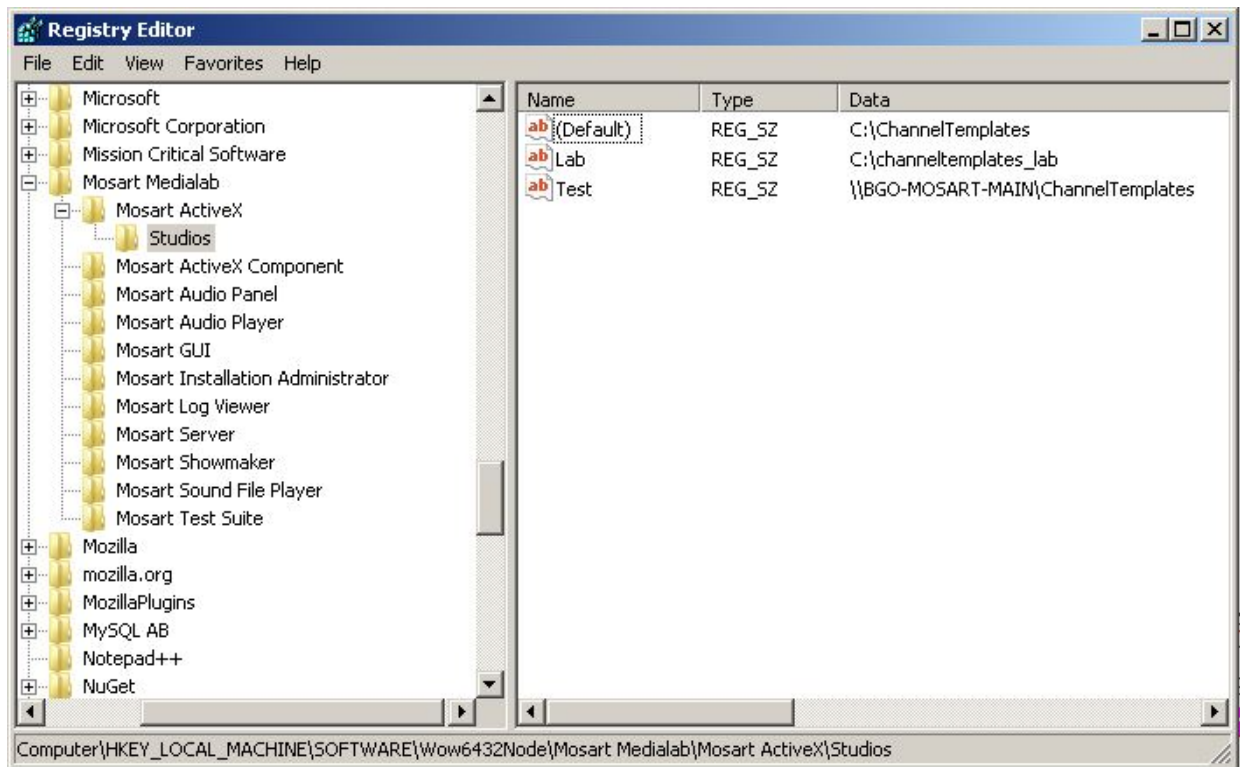 Registry Editor
File Edit View Favorites Help
Microsoft
Microsoft Corporation
Mission Critical Software
Mosart Medialab
Mosart ActiveX
Studios
Mosart ActiveX Component
Mosart Audio Panel
Mosart Audio Player
Mosart GUI
Mosart Installation Administrator
Mosart Log Viewer
Mosart Server
Mosart Showmaker
Mosart Sound File Player
Mosart Test Suite
Mozilla
mozilla.org
MozillaPlugins
MySQL AB
Notepad++
NuGet
Name Type Data
ab (Default) REG_SZ C:\ChannelTemplates
ab Lab REG_SZ C:\channeltemplates_lab
ab Test REG_SZ \\BGO-MOSART-MAIN\ChannelTemplates
Computer\HKEY_LOCAL_MACHINE\SOFTWARE\Wow6432Node\Mosart Medialab\Mosart ActiveX\Studios